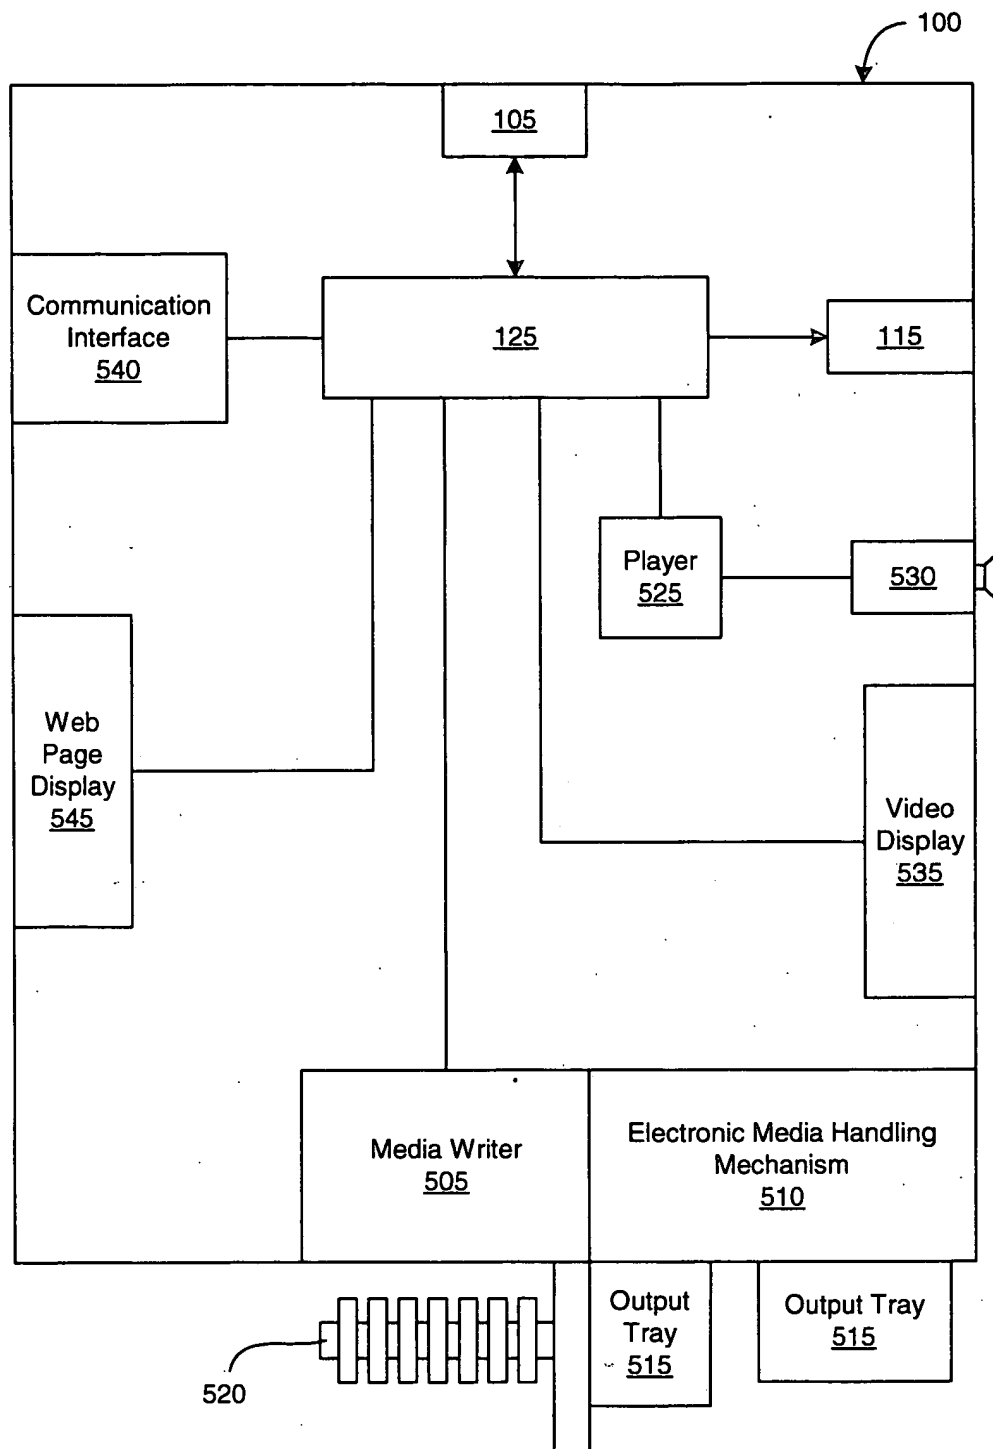 100
105
Communication
Interface
540
125
115
Player
525
530
Web
Page
Display
545
Video
Display
535
Media Writer
505
Electronic Media Handling
Mechanism
510
Output
Tray
515
Output Tray
515
520